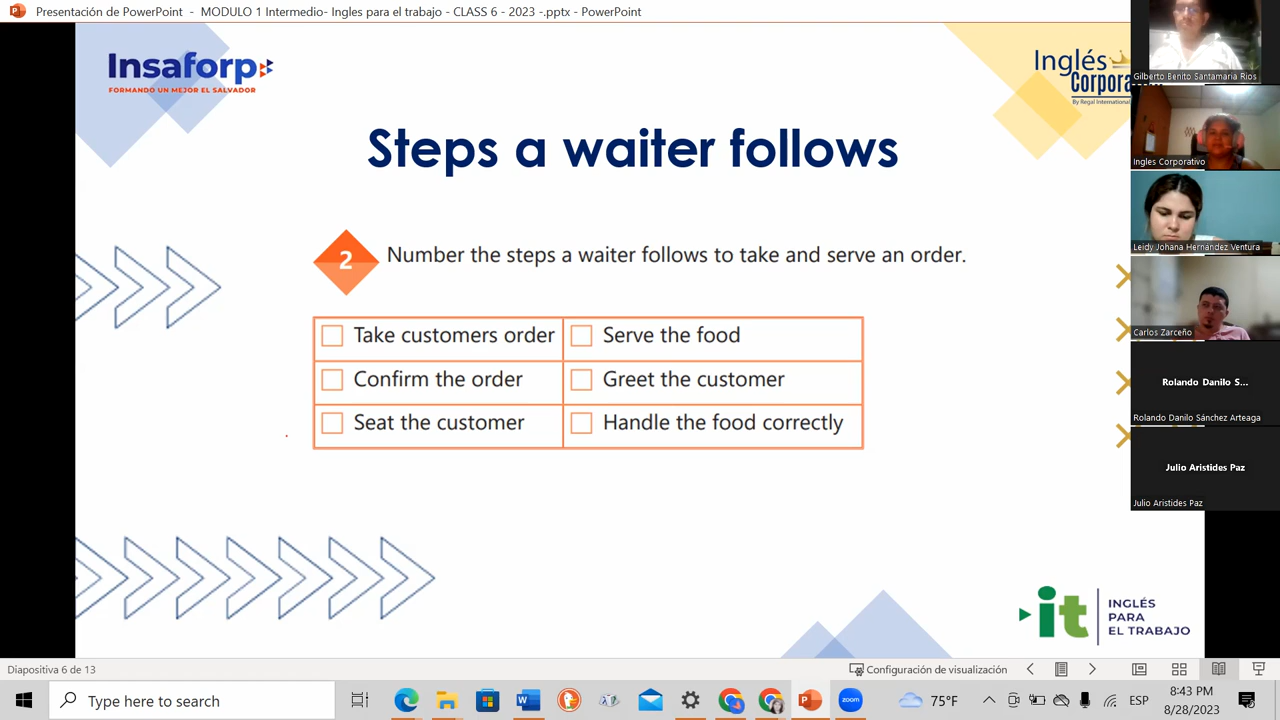 Presentación de PowerPoint - MODULO 1 Intermedio- Ingles para el trabajo - CLASS 6 - 2023 -.pptx - PowerPoint
Insaforp
FORMANDO UN MEJOR EL SALVADOR
Inglés
Corpora
By Regal International
Steps a waiter follows
2 Number the steps a waiter follows to take and serve an order.
Take customers order
Serve the food
Confirm the order
Greet the customer
Seat the customer
Handle the food correctly
Gilberto Benito Santamaria Rios
Ingles Corporativo
Leidy Johana Hernández Ventura
Carlos Zarceño
Rolando Danilo S...
Rolando Danilo Sánchez Arteaga
Julio Aristides Paz
Julio Aristides Paz
it
INGLÉS
PARA
EL TRABAJO
Diapositiva 6 de 13
Configuración de visualización
Type here to search
zoom
75°F
ESP
8:43 PM
8/28/2023